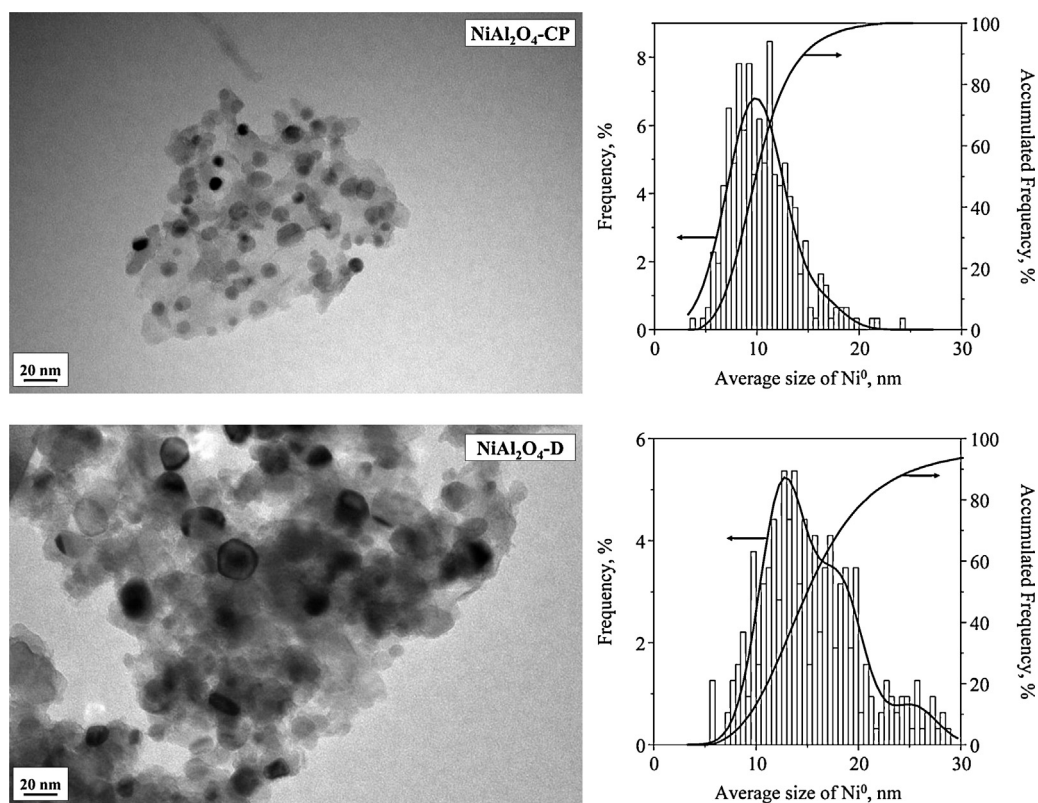 NiAl₂O₄-CP
20 nm
8
6
4
2
0
Frequency, %
100
80
60
40
20
0
Accumulated Frequency, %
0 10 20 30
Average size of Ni⁰, nm
NiAl₂O₄-D
20 nm
6
4
2
0
Frequency, %
100
80
60
40
20
0
Accumulated Frequency, %
0 10 20 30
Average size of Ni⁰, nm